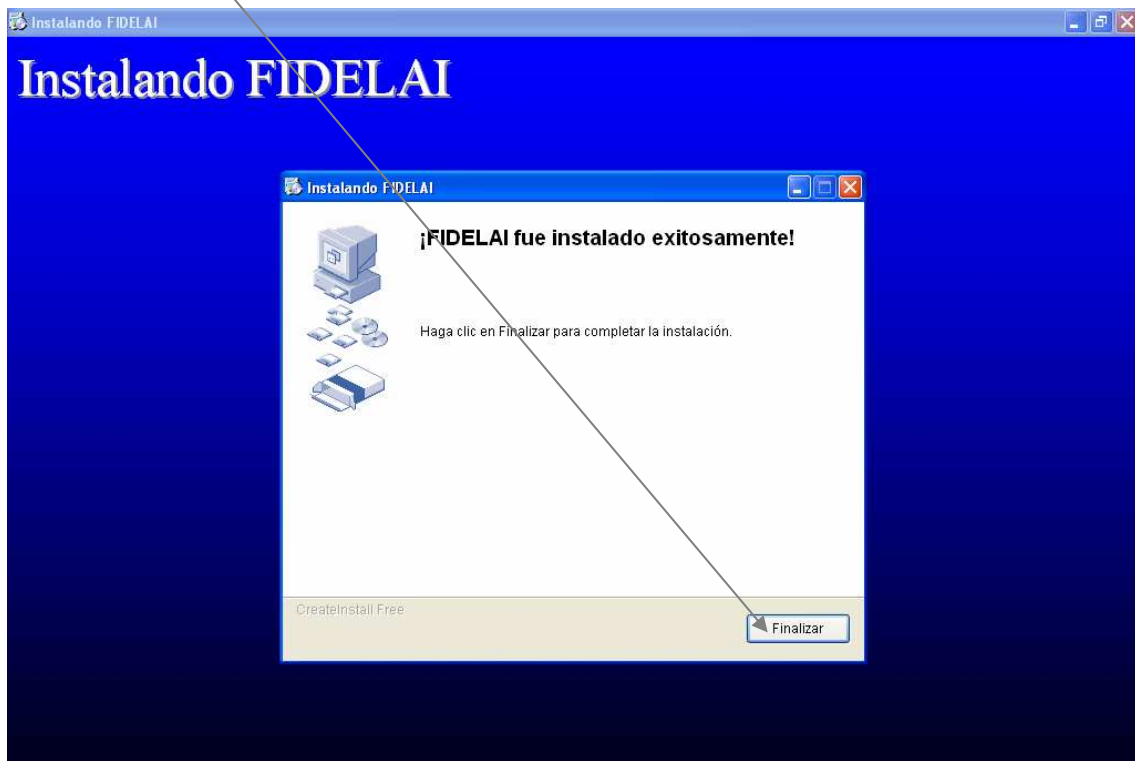 Instalando FIDELAI
Instalando FIDELAI
Instalando FIDELAI
¡FIDELAI fue instalado exitosamente!
Haga clic en Finalizar para completar la instalación.
CreateInstall Free
Finalizar